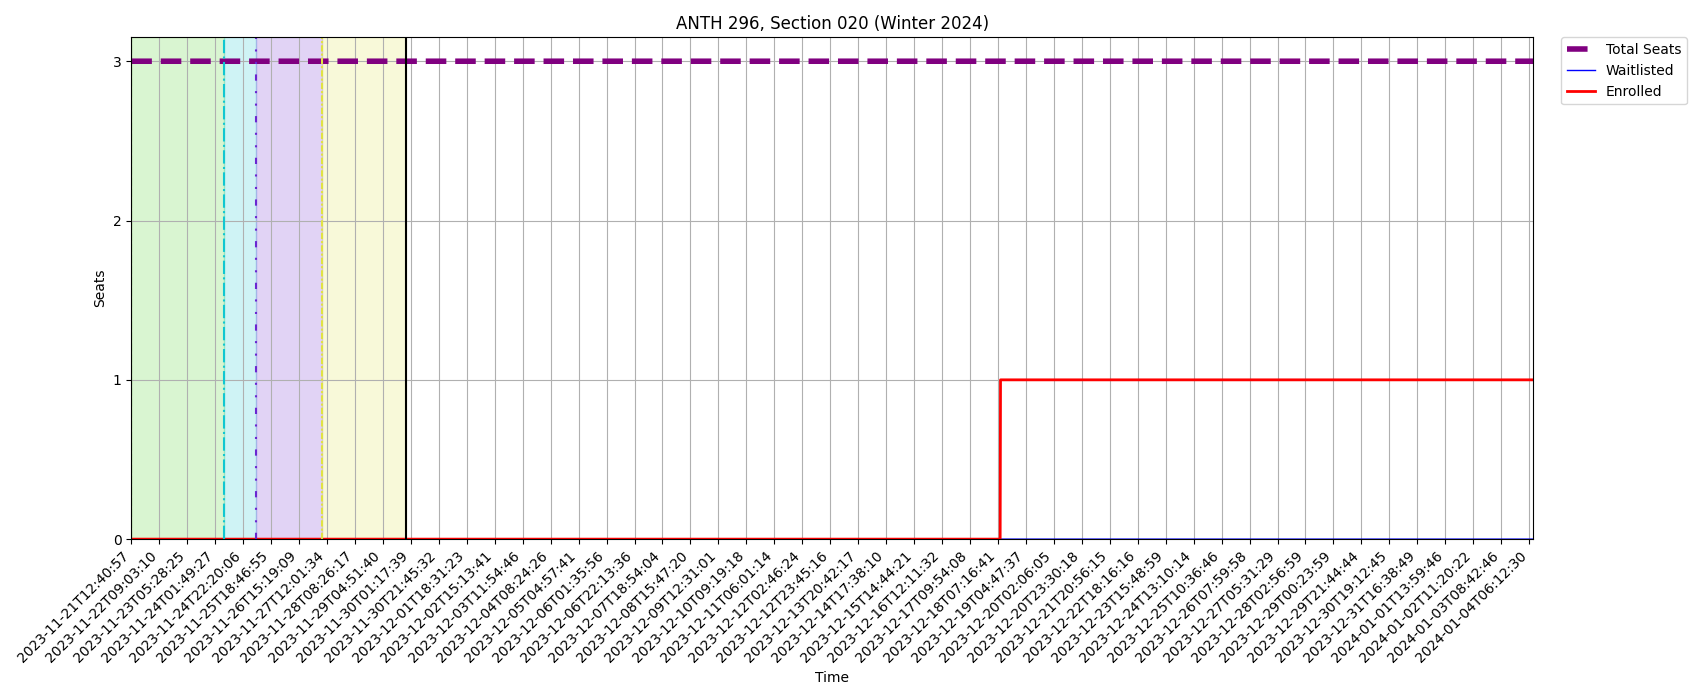 ANTH 296, Section 020 (Winter 2024)
Total Seats
Waitlisted
Enrolled
Seats
3
2
1
0
2023-11-21T12:40:57
2023-11-22T09:03:10
2023-11-23T05:28:25
2023-11-24T01:49:27
2023-11-24T22:20:06
2023-11-25T18:46:55
2023-11-26T15:19:09
2023-11-27T12:01:34
2023-11-28T08:26:17
2023-11-29T04:51:40
2023-11-30T01:17:39
2023-11-30T21:45:32
2023-12-01T18:31:23
2023-12-02T15:13:41
2023-12-03T11:54:46
2023-12-04T08:24:26
2023-12-05T04:57:41
2023-12-06T01:35:56
2023-12-06T22:13:36
2023-12-07T18:54:04
2023-12-08T15:47:20
2023-12-09T12:31:01
2023-12-10T09:19:18
2023-12-11T06:01:14
2023-12-12T02:46:24
2023-12-12T23:45:16
2023-12-13T20:42:17
2023-12-14T17:38:10
2023-12-15T14:44:21
2023-12-16T12:11:32
2023-12-17T09:54:08
2023-12-18T07:16:41
2023-12-19T04:47:37
2023-12-20T02:06:05
2023-12-20T23:30:18
2023-12-21T20:56:15
2023-12-22T18:16:16
2023-12-23T15:48:59
2023-12-24T13:10:14
2023-12-25T10:36:46
2023-12-26T07:59:58
2023-12-27T05:31:29
2023-12-28T02:56:59
2023-12-29T00:23:59
2023-12-29T21:44:44
2023-12-30T19:12:45
2023-12-31T16:38:49
2024-01-01T13:59:46
2024-01-02T11:20:22
2024-01-03T08:42:46
2024-01-04T06:12:30
Time